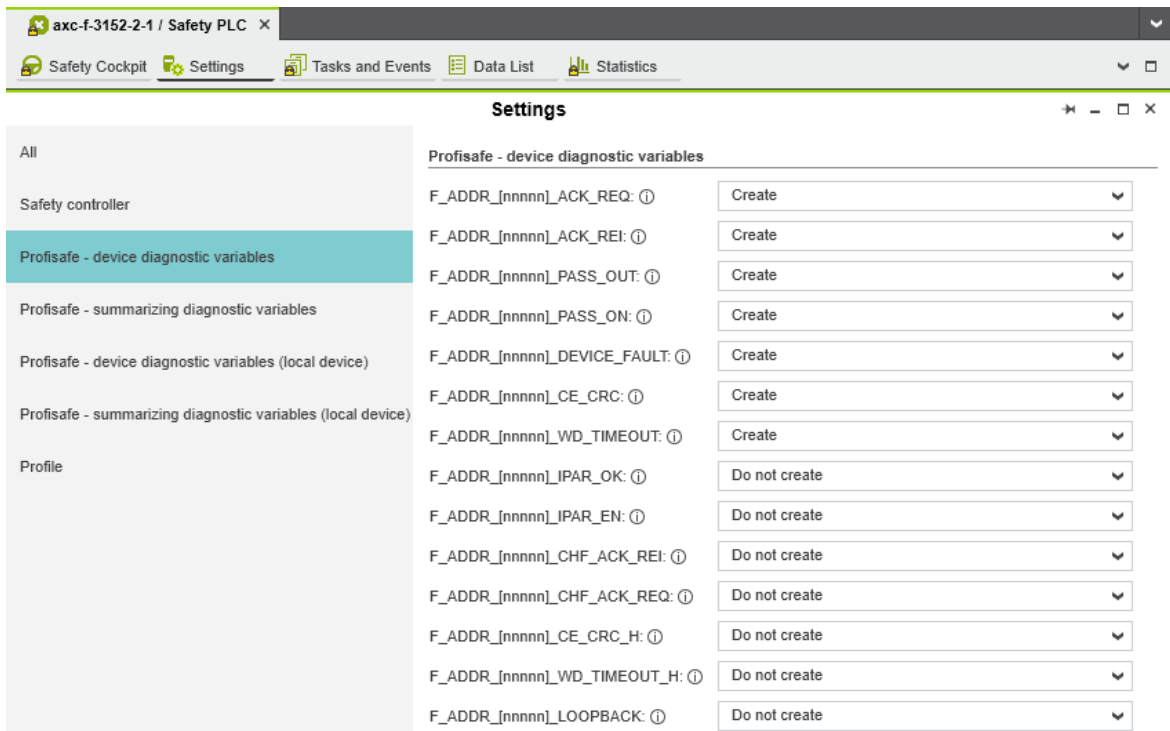 axc-f-3152-2-1 / Safety PLC
Safety Cockpit Settings Tasks and Events Data List Statistics
Settings
All
Safety controller
Profisafe - device diagnostic variables
Profisafe - summarizing diagnostic variables
Profisafe - device diagnostic variables (local device)
Profisafe - summarizing diagnostic variables (local device)
Profile
Profisafe - device diagnostic variables
F_ADDR_[nnnnn]_ACK_REQ: Create
F_ADDR_[nnnnn]_ACK_REI: Create
F_ADDR_[nnnnn]_PASS_OUT: Create
F_ADDR_[nnnnn]_PASS_ON: Create
F_ADDR_[nnnnn]_DEVICE_FAULT: Create
F_ADDR_[nnnnn]_CE_CRC: Create
F_ADDR_[nnnnn]_WD_TIMEOUT: Create
F_ADDR_[nnnnn]_IPAR_OK: Do not create
F_ADDR_[nnnnn]_IPAR_EN: Do not create
F_ADDR_[nnnnn]_CHF_ACK_REI: Do not create
F_ADDR_[nnnnn]_CHF_ACK_REQ: Do not create
F_ADDR_[nnnnn]_CE_CRC_H: Do not create
F_ADDR_[nnnnn]_WD_TIMEOUT_H: Do not create
F_ADDR_[nnnnn]_LOOPBACK: Do not create